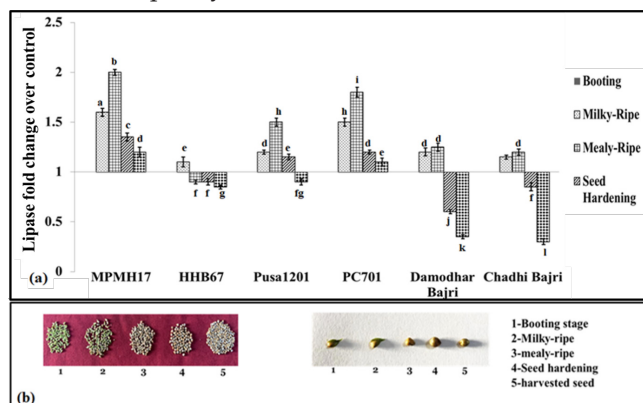 2.5
2
1.5
1
0.5
0
Lipase fold change over control
a
b
c
d
e
f
f
g
d
h
d
fg
h
i
d
e
d
d
j
k
f
l
MPMH17
HHB67
Pusa1201
PC701
Damodhar
Bajri
Chadhi Bajri
Booting
Milky-Ripe
Mealy-Ripe
Seed
Hardening
(a)
1 2 3 4 5
1 2 3 4 5
1-Booting stage
2-Milky-ripe
3-mealy-ripe
4-Seed hardening
5-harvested seed
(b)